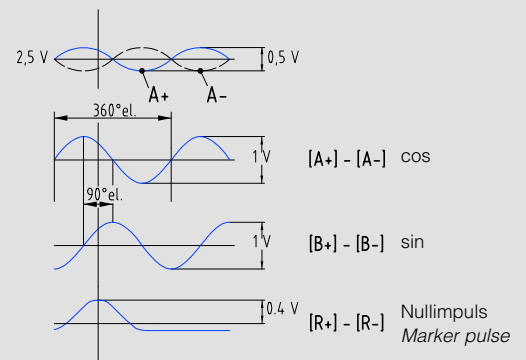 2,5 V
0,5 V
A+ A-
360°el.
1 V [A+] - [A-] cos
90°el.
1 V [B+] - [B-] sin
0.4 V
[R+] - [R-] Nullimpuls
Marker pulse